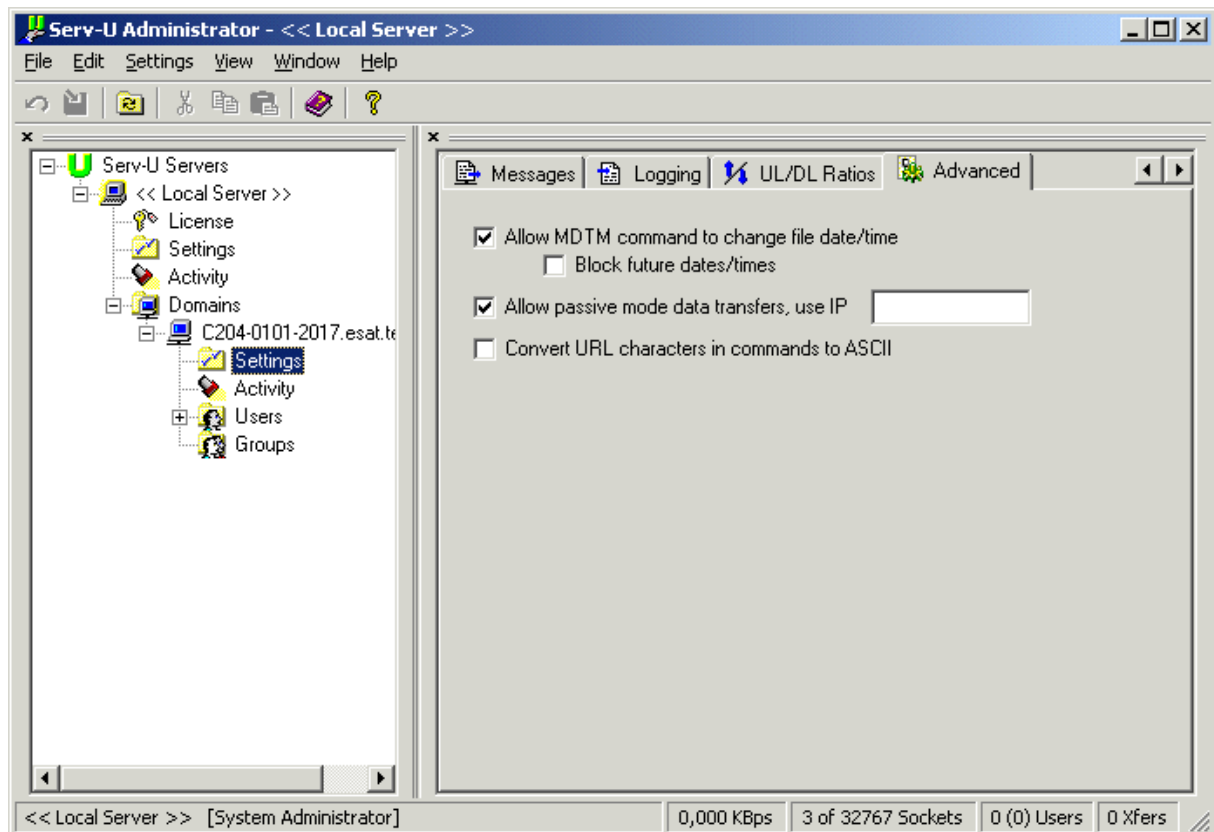 Serv-U Administrator - << Local Server >>
File Edit Settings View Window Help
Serv-U Servers
<< Local Server >>
License
Settings
Activity
Domains
C204-0101-2017.esat.te
Settings
Activity
Users
Groups
Messages Logging UL/DL Ratios Advanced
Allow MDTM command to change file date/time
Block future dates/times
Allow passive mode data transfers, use IP
Convert URL characters in commands to ASCII
<< Local Server >> [System Administrator] 0,000 KBps 3 of 32767 Sockets 0 (0) Users 0 Xfers